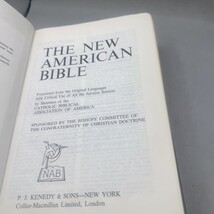 THE NEW
AMERICAN
BIBLE
Translated from the Original Languages
with Critical Use of All the Ancient Sources
by Members of the
CATHOLIC BIBLICAL
ASSOCIATION OF AMERICA
SPONSORED BY THE BISHOPS' COMMITTEE OF
THE CONFRATERNITY OF CHRISTIAN DOCTRINE
NAB
P. J. KENEDY & SONS—NEW YORK
Collier-Macmillan Limited, London